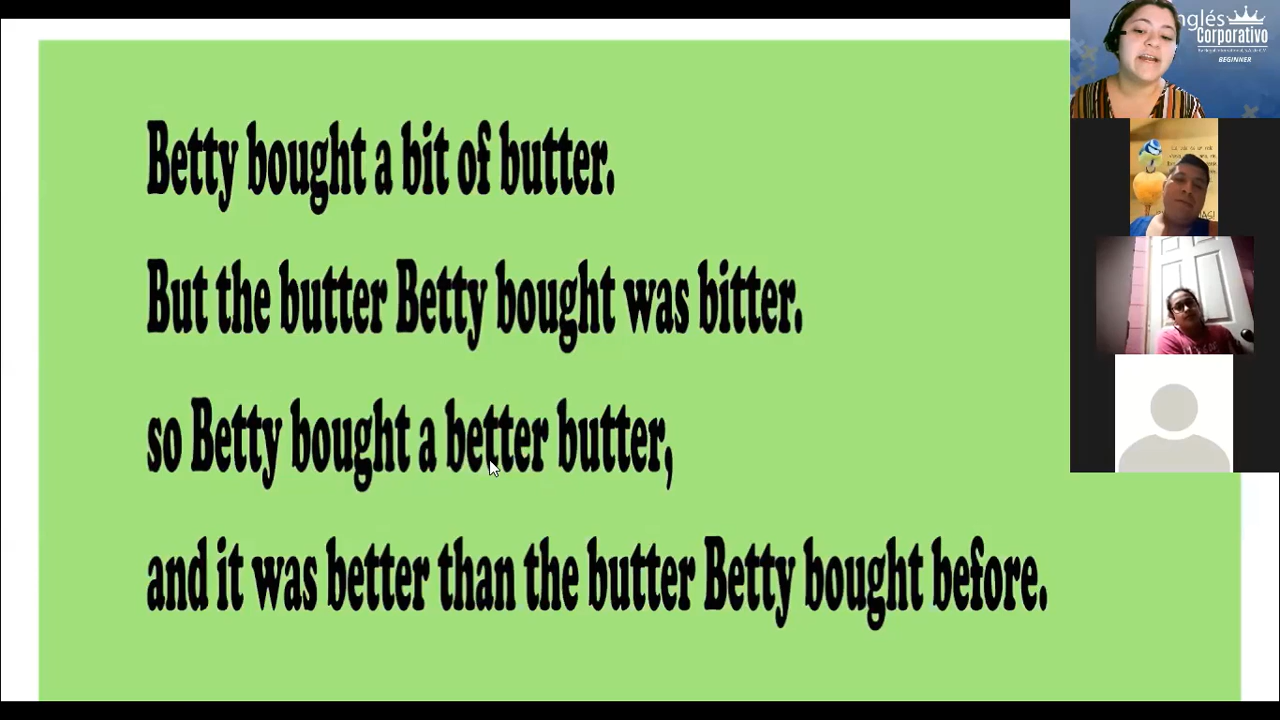 Betty bought a bit of butter.
But the butter Betty bought was bitter.
so Betty bought a better butter,
and it was better than the butter Betty bought before.
nglés
Corporativo
BEGINNER